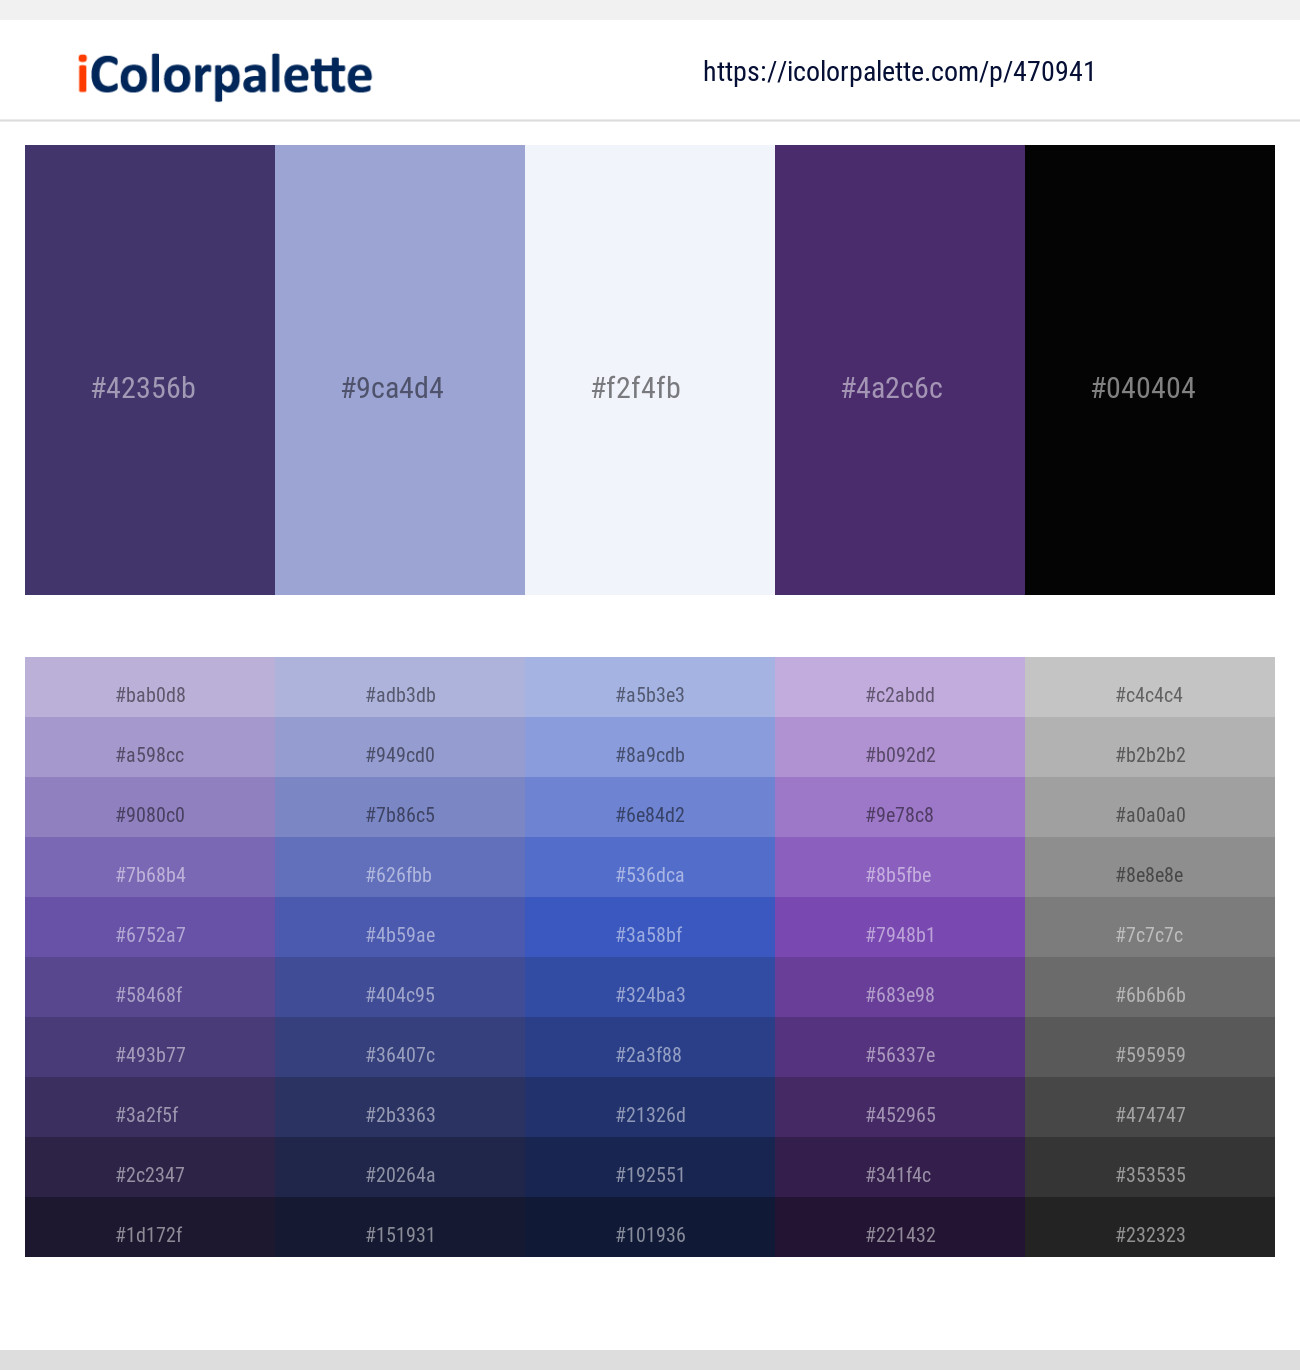 iColorpalette
https://icolorpalette.com/p/470941
#42356b #9ca4d4 #f2f4fb #4a2c6c #040404
#bab0d8 #adb3db #a5b3e3 #c2abdd #c4c4c4
#a598cc #949cd0 #8a9cdb #b092d2 #b2b2b2
#9080c0 #7b86c5 #6e84d2 #9e78c8 #a0a0a0
#7b68b4 #626fbb #536dca #8b5fbe #8e8e8e
#6752a7 #4b59ae #3a58bf #7948b1 #7c7c7c
#58468f #404c95 #324ba3 #683e98 #6b6b6b
#493b77 #36407c #2a3f88 #56337e #595959
#3a2f5f #2b3363 #21326d #452965 #474747
#2c2347 #20264a #192551 #341f4c #353535
#1d172f #151931 #101936 #221432 #232323